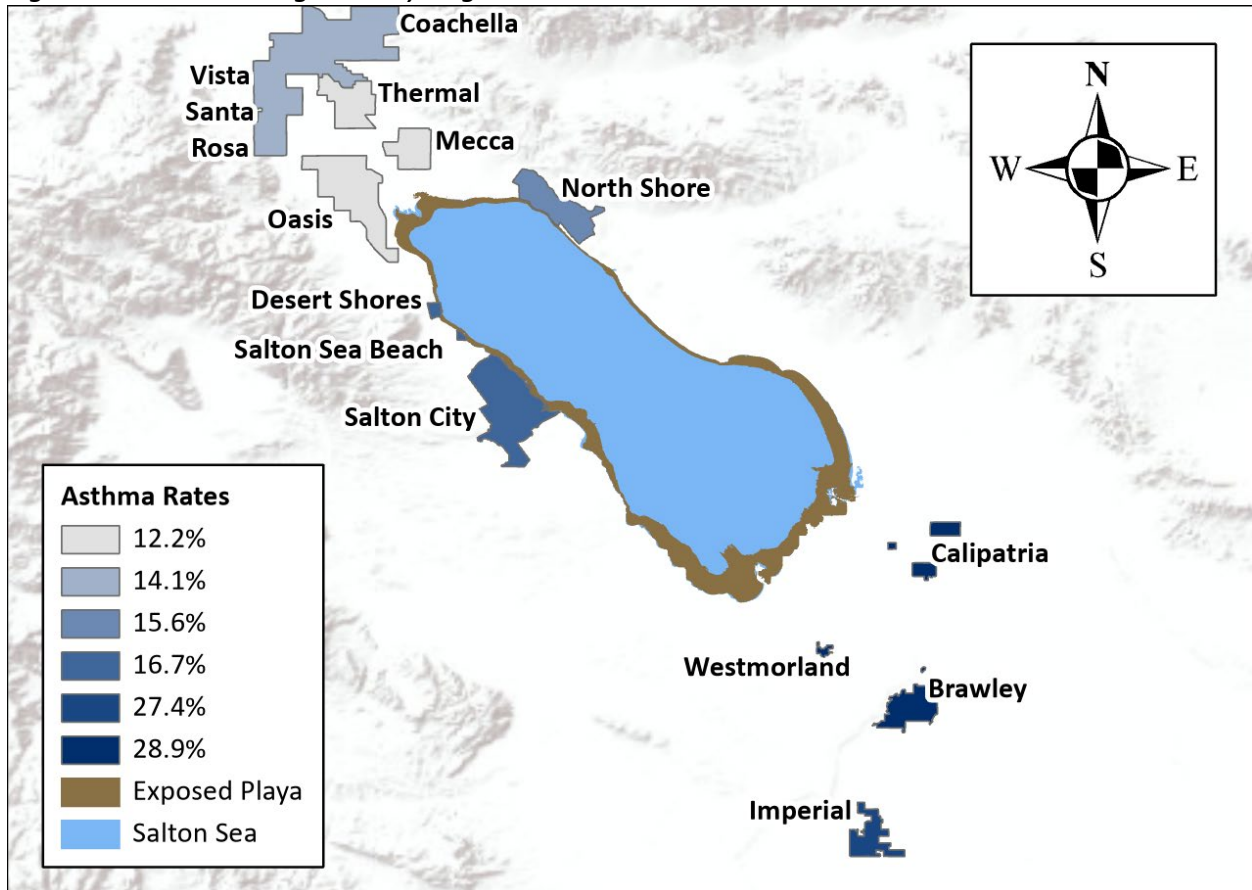 Coachella
Vista
Santa
Rosa
Thermal
Mecca
North Shore
Oasis
Desert Shores
Salton Sea Beach
Salton City
Calipatria
Westmorland
Brawley
Imperial
N
W
E
S
Asthma Rates
12.2%
14.1%
15.6%
16.7%
27.4%
28.9%
Exposed Playa
Salton Sea